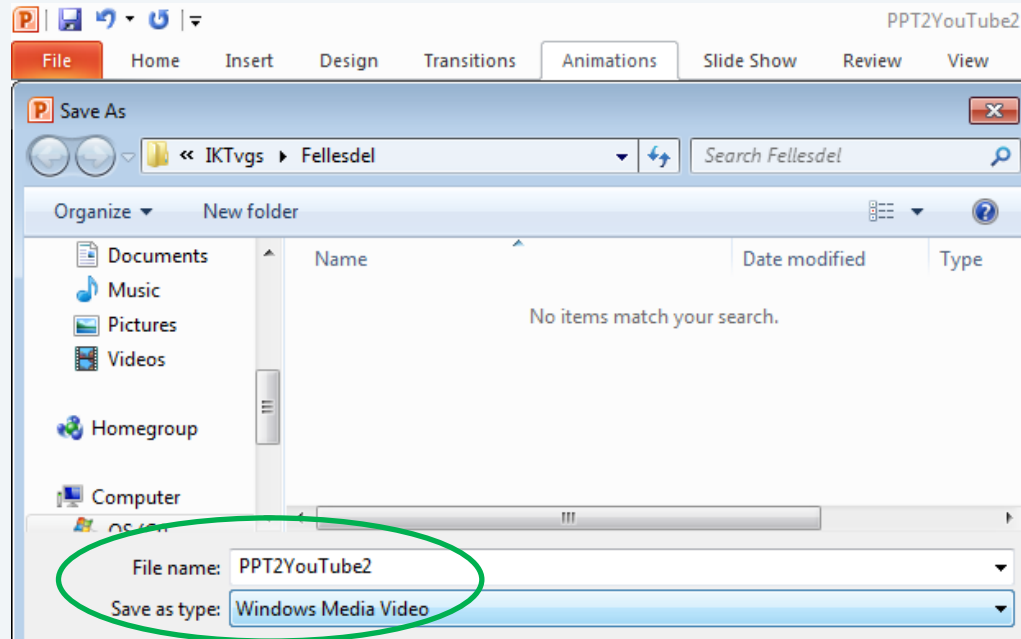 PPT2YouTube2
File Home Insert Design Transitions Animations Slide Show Review View
Save As
« IKTvgs Fellesdel Search Fellesdel
Organize New folder
Name Date modified Type
Documents
Music
Pictures
Videos
No items match your search.
Homegroup
Computer
File name: PPT2YouTube2
Save as type: Windows Media Video